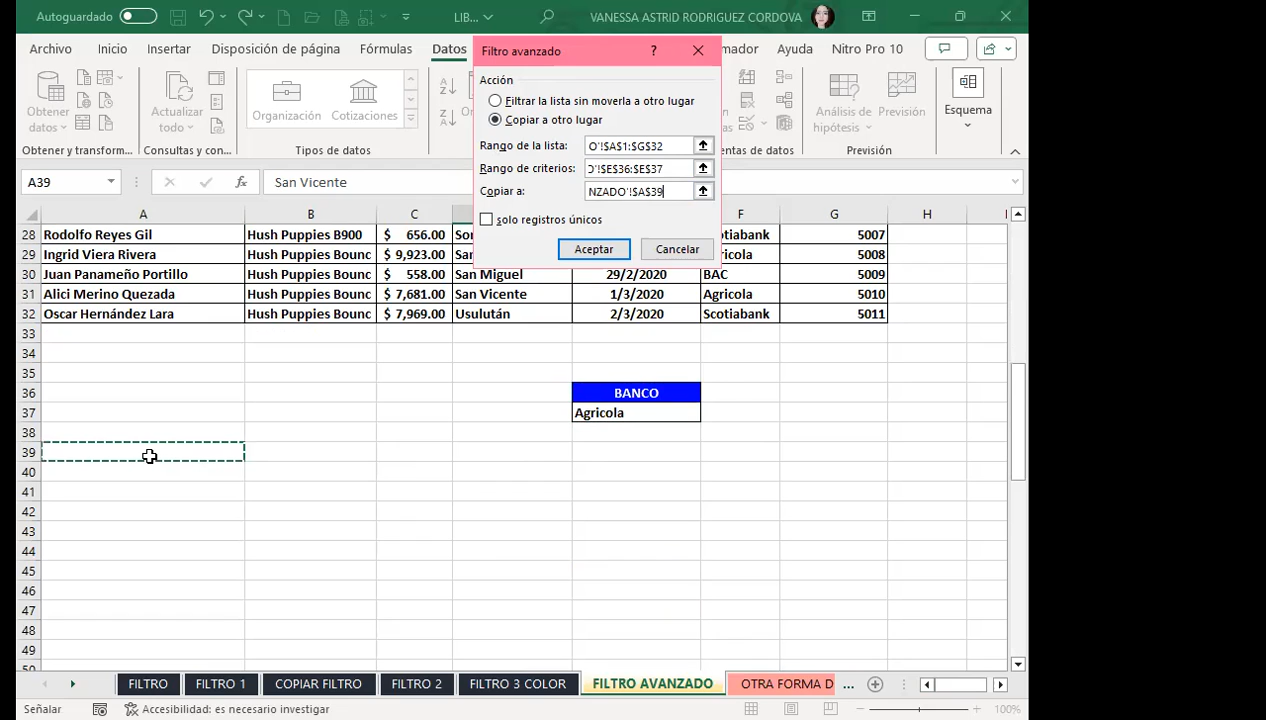 Autoguardado
LIB...
VANESSA ASTRID RODRIGUEZ CORDOVA
Archivo Inicio Insertar Disposición de página Fórmulas Datos mador Ayuda Nitro Pro 10
Filtro avanzado ?
Acción
Filtrar la lista sin moverla a otro lugar
Copiar a otro lugar
Rango de la lista: O'!$A$1:$G$32
Rango de criterios: O'!$E$36:$E$37
Copiar a: NZADO'!$A$39
solo registros únicos
Aceptar Cancelar
Obtener datos
Actualizar todo
Organización Cotizaciones
Análisis de hipótesis
Previsión
Esquema
Obtener y transform...
Consultas y con...
Tipos de datos
entas de datos
Previsión
A39 San Vicente
A B C F G H
28 Rodolfo Reyes Gil Hush Puppies B900 $ 656.00 5007
29 Ingrid Viera Rivera Hush Puppies Bounc $ 9,923.00 5008
30 Juan Panameño Portillo Hush Puppies Bounc $ 558.00 San Miguel 29/2/2020 BAC 5009
31 Alici Merino Quezada Hush Puppies Bounc $ 7,681.00 San Vicente 1/3/2020 Agricola 5010
32 Oscar Hernández Lara Hush Puppies Bounc $ 7,969.00 Usulután 2/3/2020 Scotiabank 5011
33
34
35
36 BANCO
37 Agricola
38
39
40
41
42
43
44
45
46
47
48
49
FILTRO FILTRO 1 COPIAR FILTRO FILTRO 2 FILTRO 3 COLOR FILTRO AVANZADO OTRA FORMA D ...
Señalar Accesibilidad: es necesario investigar 100%